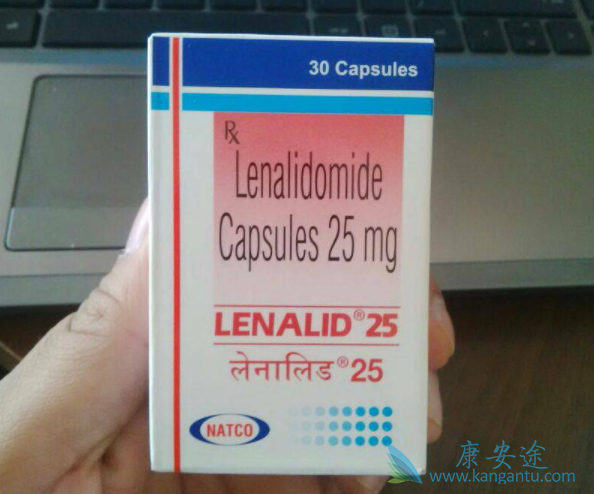 30 Capsules
Rx
Lenalidomide
Capsules 25 mg
LENALID® 25
लेनालिड® 25
NATCO
康安途
www.kangantu.com